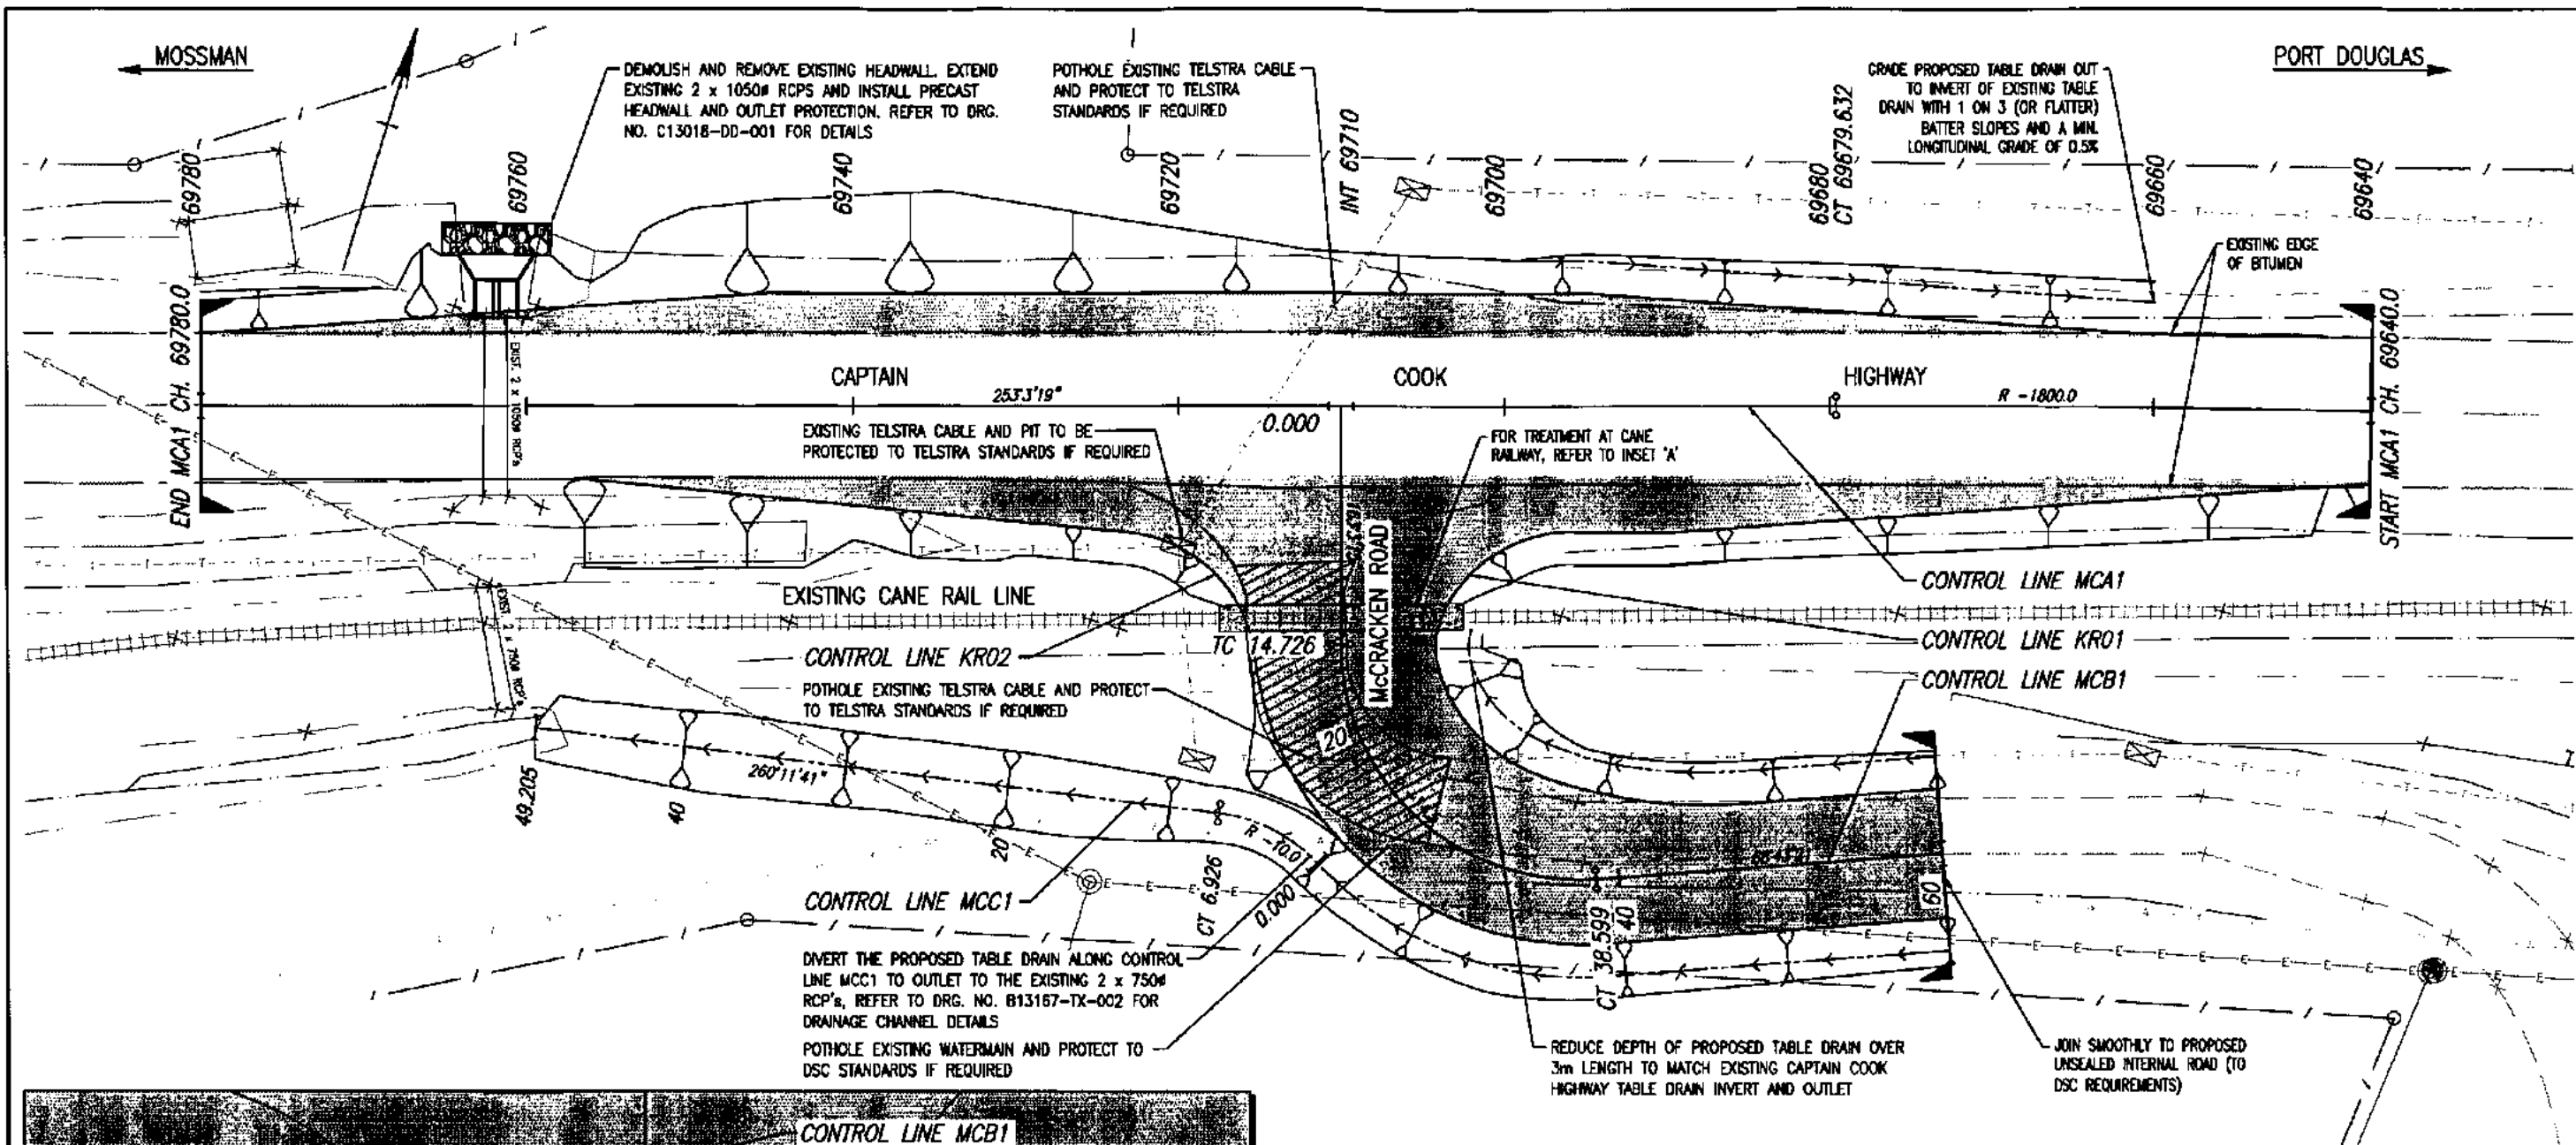 MOSSMAN
PORT DOUGLAS
DEMOLISH AND REMOVE EXISTING HEADWALL. EXTEND
EXISTING 2 x 1050ø RCPS AND INSTALL PRECAST
HEADWALL AND OUTLET PROTECTION. REFER TO DRG.
NO. C13018-DD-001 FOR DETAILS
POTHOLE EXISTING TELSTRA CABLE
AND PROTECT TO TELSTRA
STANDARDS IF REQUIRED
GRADE PROPOSED TABLE DRAIN OUT
TO INVERT OF EXISTING TABLE
DRAIN WITH 1 ON 3 (OR FLATTER)
BATTER SLOPES AND A MIN.
LONGITUDINAL GRADE OF 0.5%
69780
69760
69740
69720
INT 69710
69700
69680
CT 69679.632
69660
69640
EXISTING EDGE
OF BITUMEN
END MCA1 CH. 69780.0
START MCA1 CH. 69640.0
EXIST. 2 x 1050ø RCP's
CAPTAIN
COOK
HIGHWAY
253°3'19"
0.000
R -1800.0
EXISTING TELSTRA CABLE AND PIT TO BE
PROTECTED TO TELSTRA STANDARDS IF REQUIRED
FOR TREATMENT AT CANE
RAILWAY, REFER TO INSET 'A'
McCRACKEN ROAD
EXISTING CANE RAIL LINE
CONTROL LINE MCA1
CONTROL LINE KR01
CONTROL LINE MCB1
CONTROL LINE KR02
TC 14.726
EXIST. 2 x 750ø RCP's
POTHOLE EXISTING TELSTRA CABLE AND PROTECT
TO TELSTRA STANDARDS IF REQUIRED
20
260°11'41"
49.205
40
20
R -10.0
CT 6.926
0.000
CONTROL LINE MCC1
CT 38.599
40
60
DIVERT THE PROPOSED TABLE DRAIN ALONG CONTROL
LINE MCC1 TO OUTLET TO THE EXISTING 2 x 750ø
RCP's, REFER TO DRG. NO. B13167-TX-002 FOR
DRAINAGE CHANNEL DETAILS
POTHOLE EXISTING WATERMAIN AND PROTECT TO
DSC STANDARDS IF REQUIRED
REDUCE DEPTH OF PROPOSED TABLE DRAIN OVER
3m LENGTH TO MATCH EXISTING CAPTAIN COOK
HIGHWAY TABLE DRAIN INVERT AND OUTLET
JOIN SMOOTHLY TO PROPOSED
UNSEALED INTERNAL ROAD (TO
DSC REQUIREMENTS)
CONTROL LINE MCB1